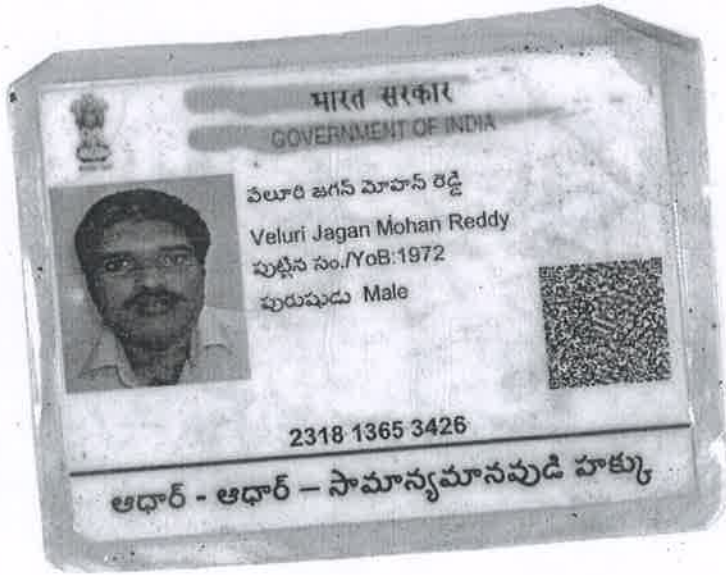 भारत सरकार
GOVERNMENT OF INDIA
వేలూరి జగన్ మోహన్ రెడ్డి
Veluri Jagan Mohan Reddy
పుట్టిన సం./YoB:1972
పురుషుడు Male
2318 1365 3426
ఆధార్ - ఆధార్ – సామాన్యమానవుడి హక్కు